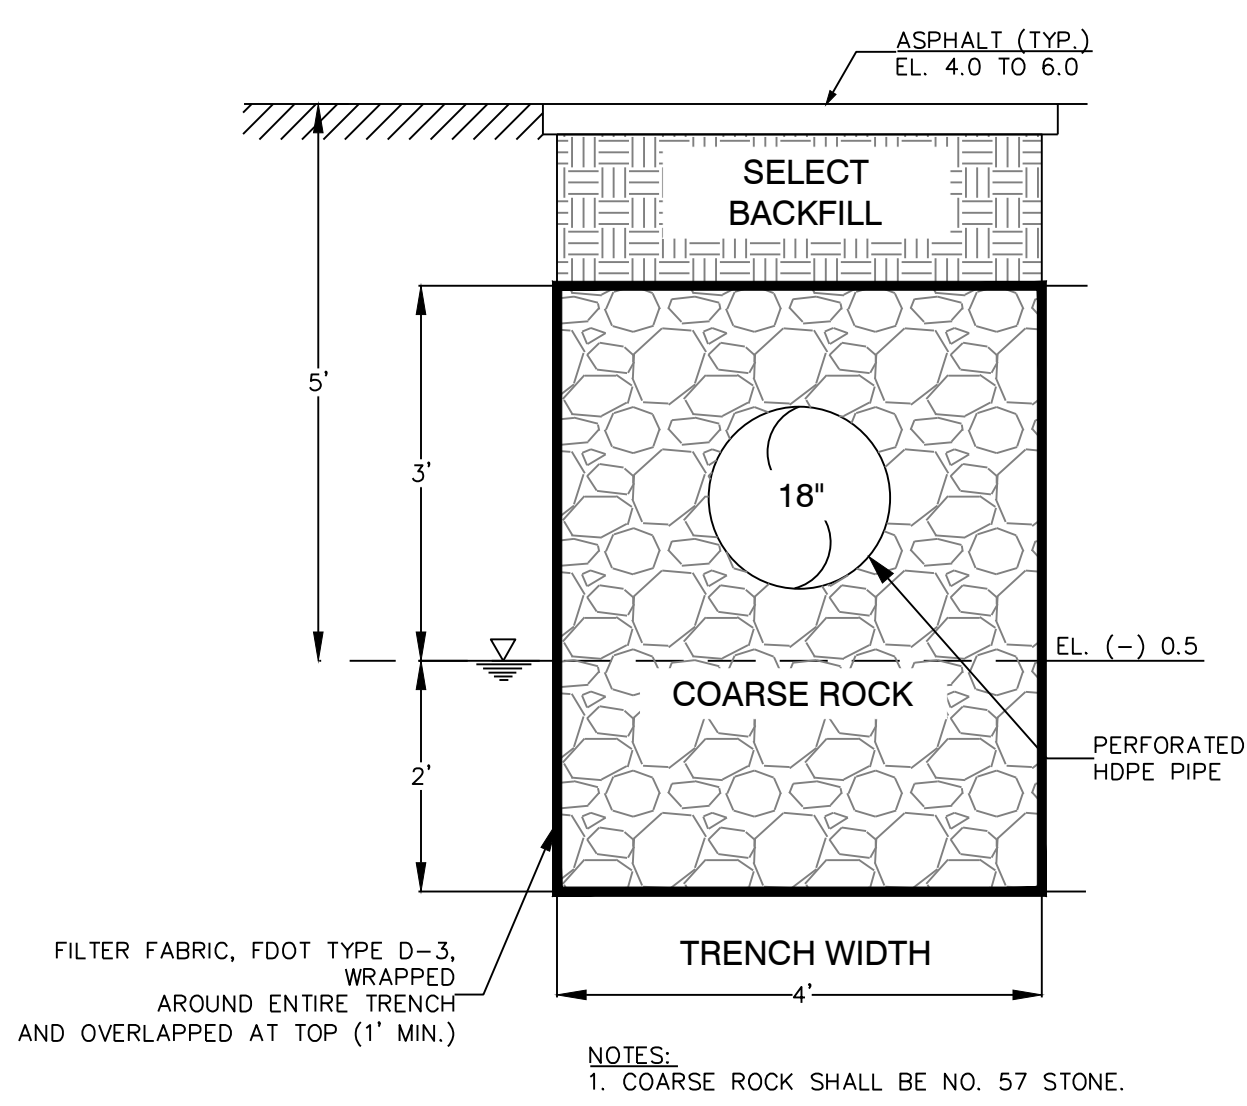 ASPHALT (TYP.)
EL. 4.0 TO 6.0
SELECT
BACKFILL
5'
3'
18"
EL. (-) 0.5
COARSE ROCK
PERFORATED
HDPE PIPE
2'
FILTER FABRIC, FDOT TYPE D-3,
WRAPPED
AROUND ENTIRE TRENCH
AND OVERLAPPED AT TOP (1' MIN.)
TRENCH WIDTH
4'
NOTES:
1. COARSE ROCK SHALL BE NO. 57 STONE.